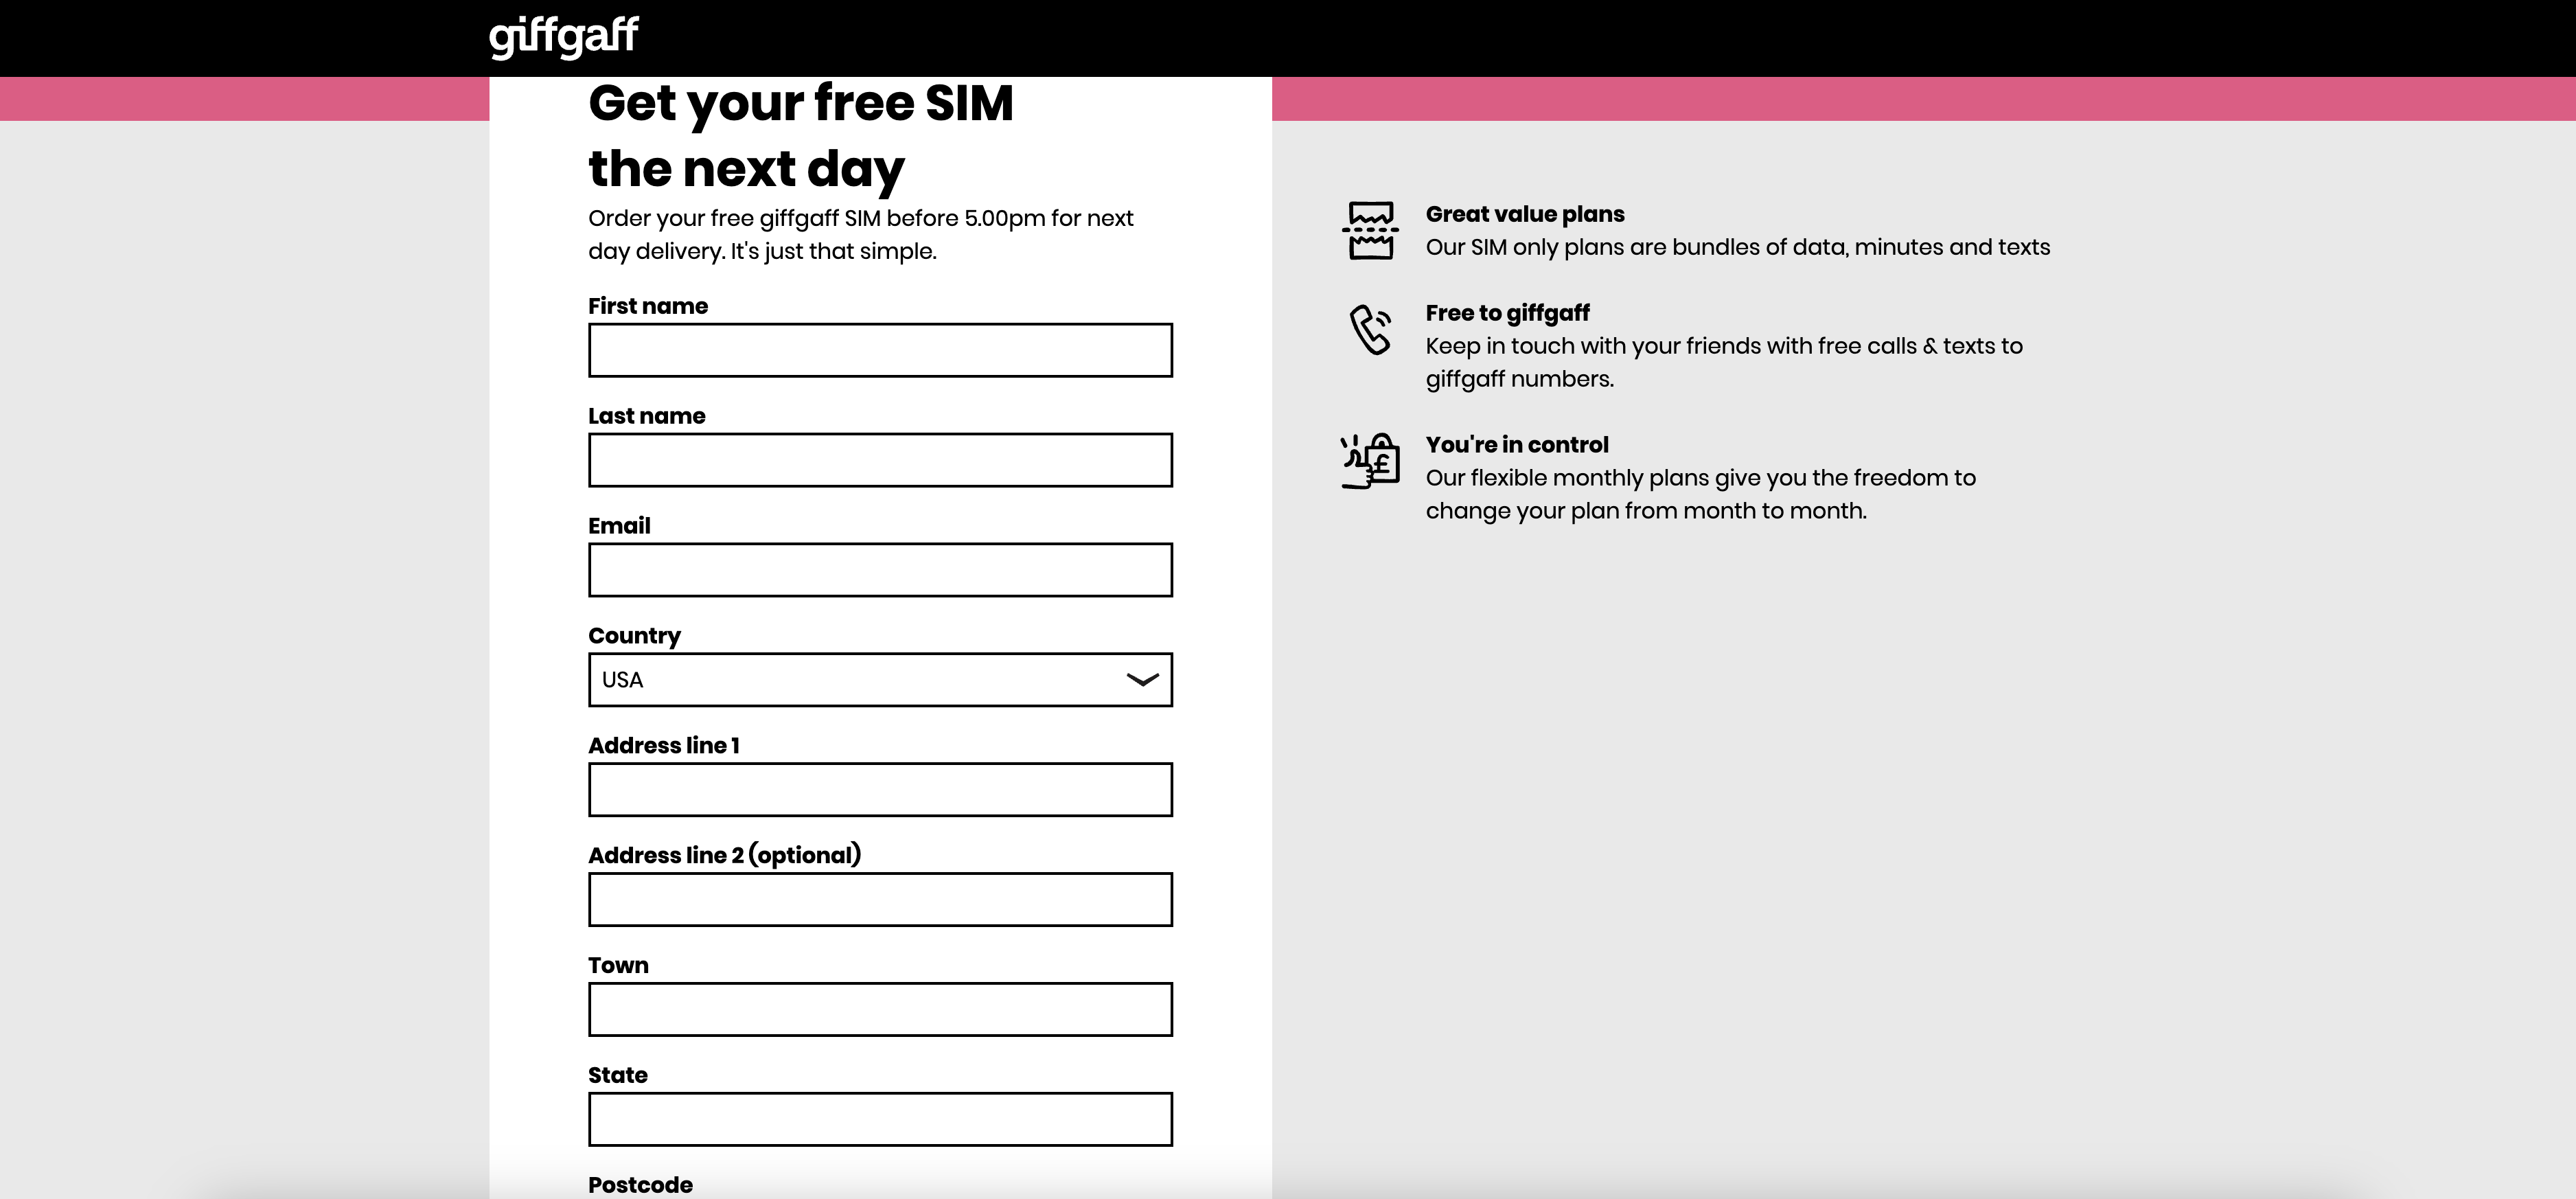 giffgaff
Get your free SIM
the next day
Order your free giffgaff SIM before 5.00pm for next
day delivery. It's just that simple.
First name
Last name
Email
Country
USA
Address line 1
Address line 2 (optional)
Town
State
Postcode
Great value plans
Our SIM only plans are bundles of data, minutes and texts
Free to giffgaff
Keep in touch with your friends with free calls & texts to
giffgaff numbers.
£
You're in control
Our flexible monthly plans give you the freedom to
change your plan from month to month.